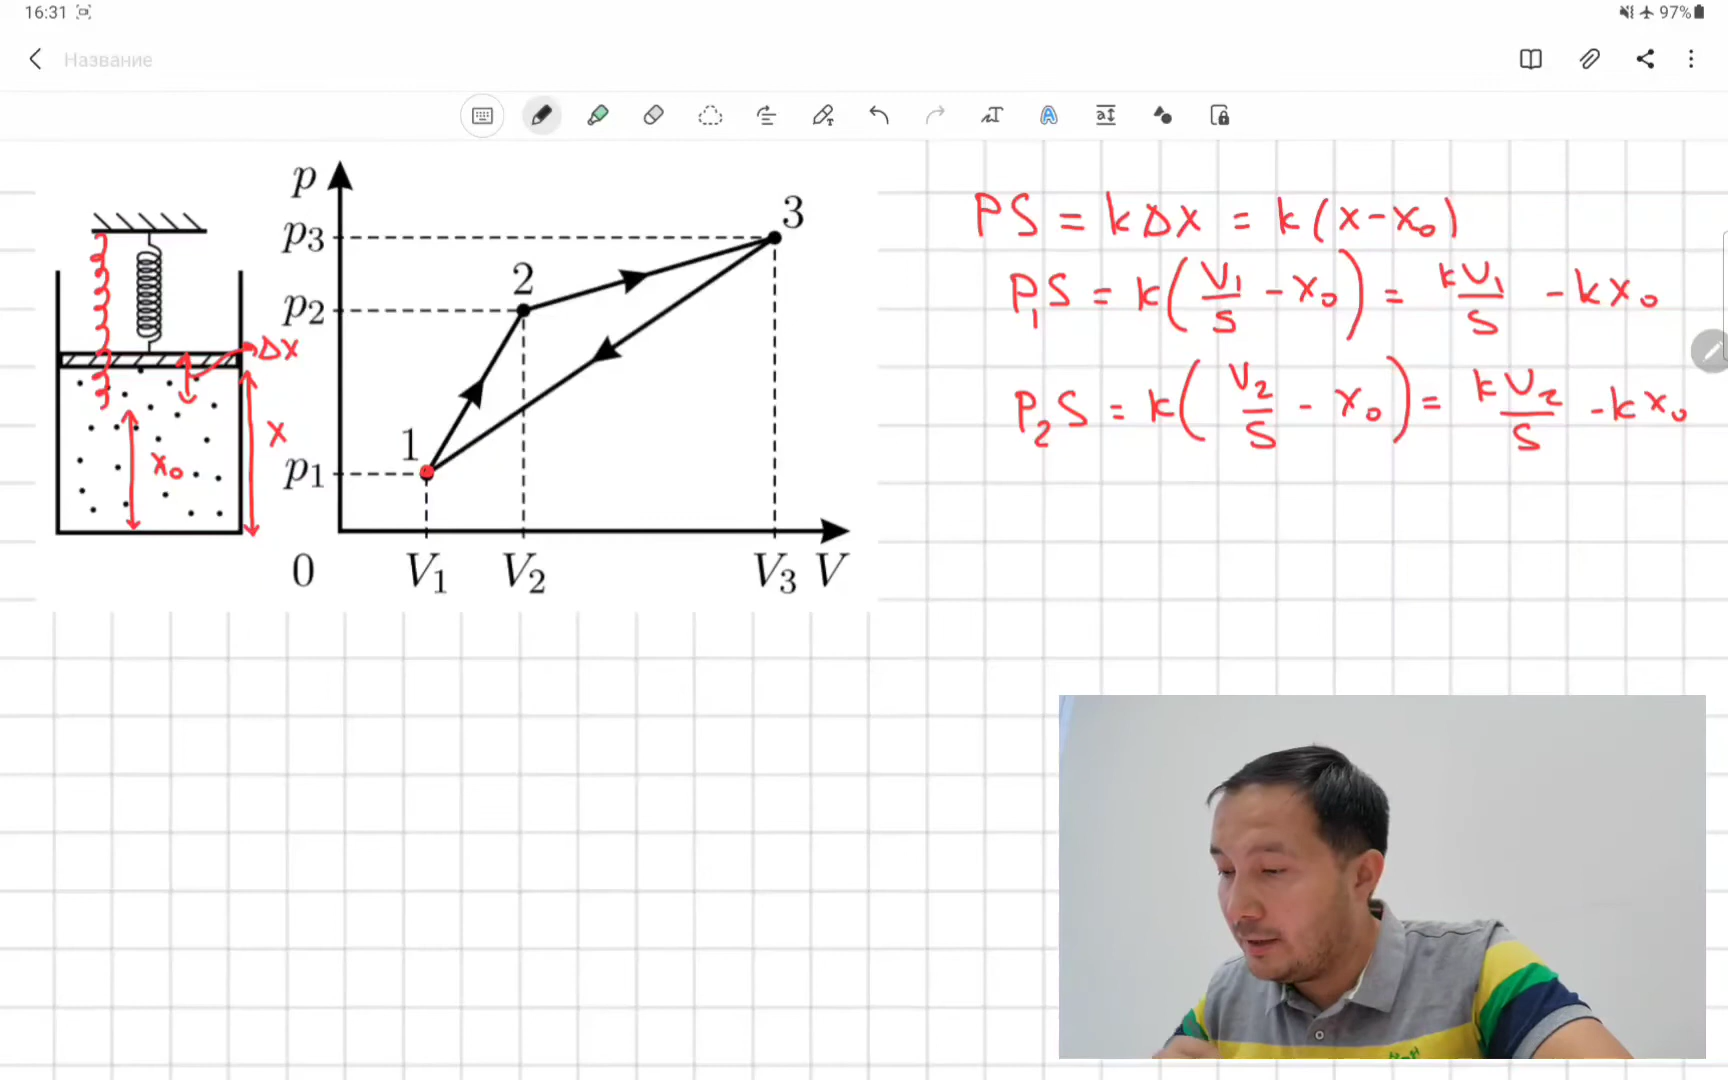 16:31
97%
Название
p
p3
p2
p1
1
2
3
0
V1
V2
V3 V
Δx
x
x₀
PS = kΔx = k(x-x₀)
P₁S = k(V₁/S - x₀) = kV₁/S - kx₀
P₂S = k(V₂/S - x₀) = kV₂/S - kx₀